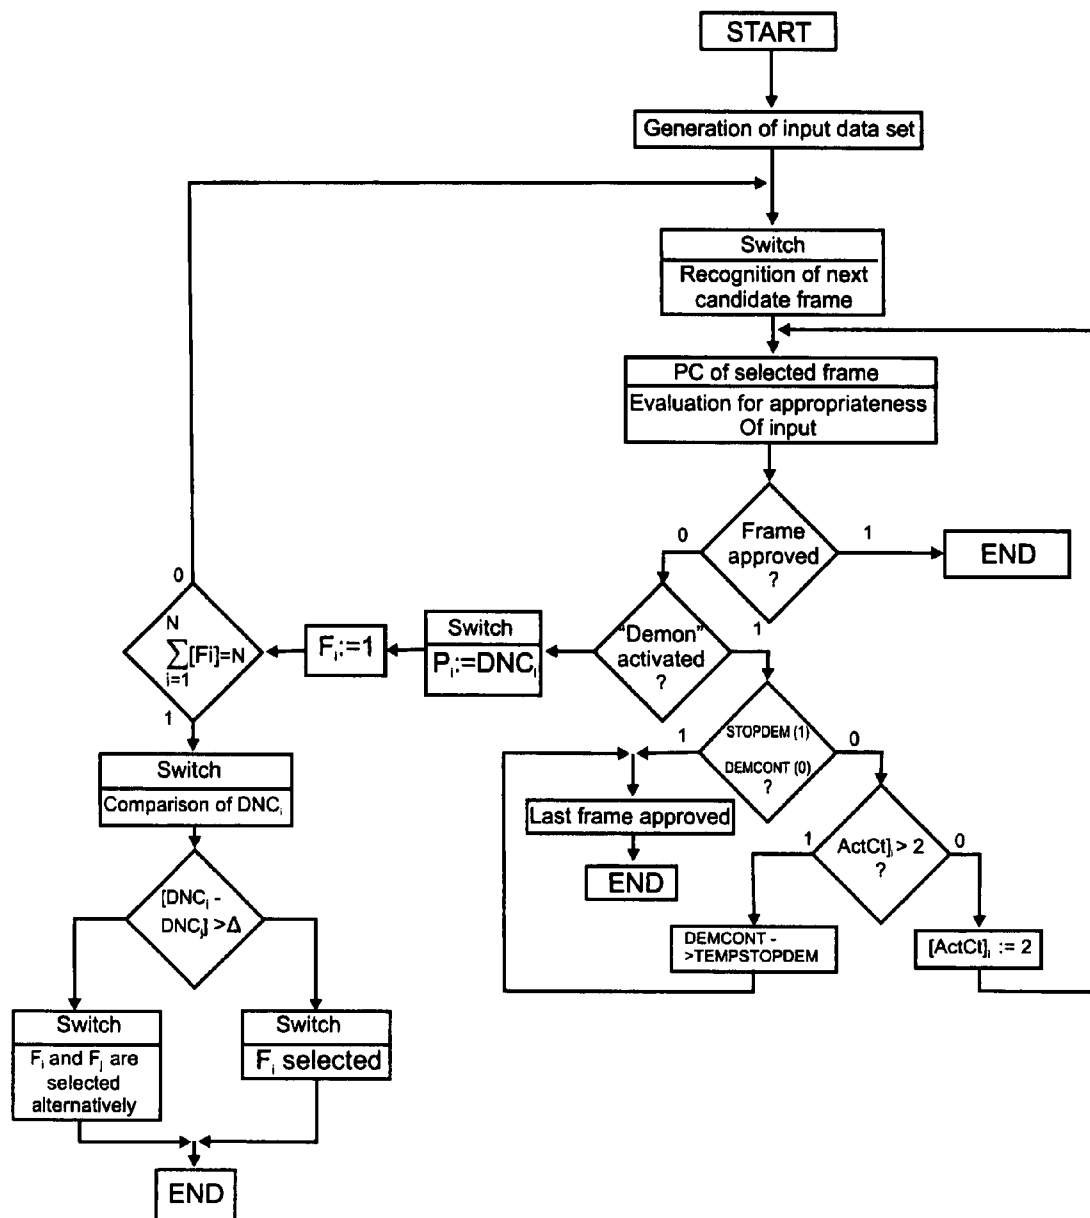 START
Generation of input data set
Switch
Recognition of next
candidate frame
PC of selected frame
Evaluation for appropriateness
Of input
Frame
approved
?
0
1
END
"Demon"
activated
?
1
Switch
P_i:=DNC_i
F_i:=1
0
N
∑[Fi]=N
i=1
1
STOPDEM (1)
DEMCONT (0)
?
1
0
Last frame approved
END
ActCt]_i > 2
?
1
0
DEMCONT -
>TEMPSTOPDEM
[ActCt]_i := 2
Switch
Comparison of DNC_i
[DNC_i -
DNC_j] >Δ
Switch
F_i and F_j are
selected
alternatively
Switch
F_i selected
END